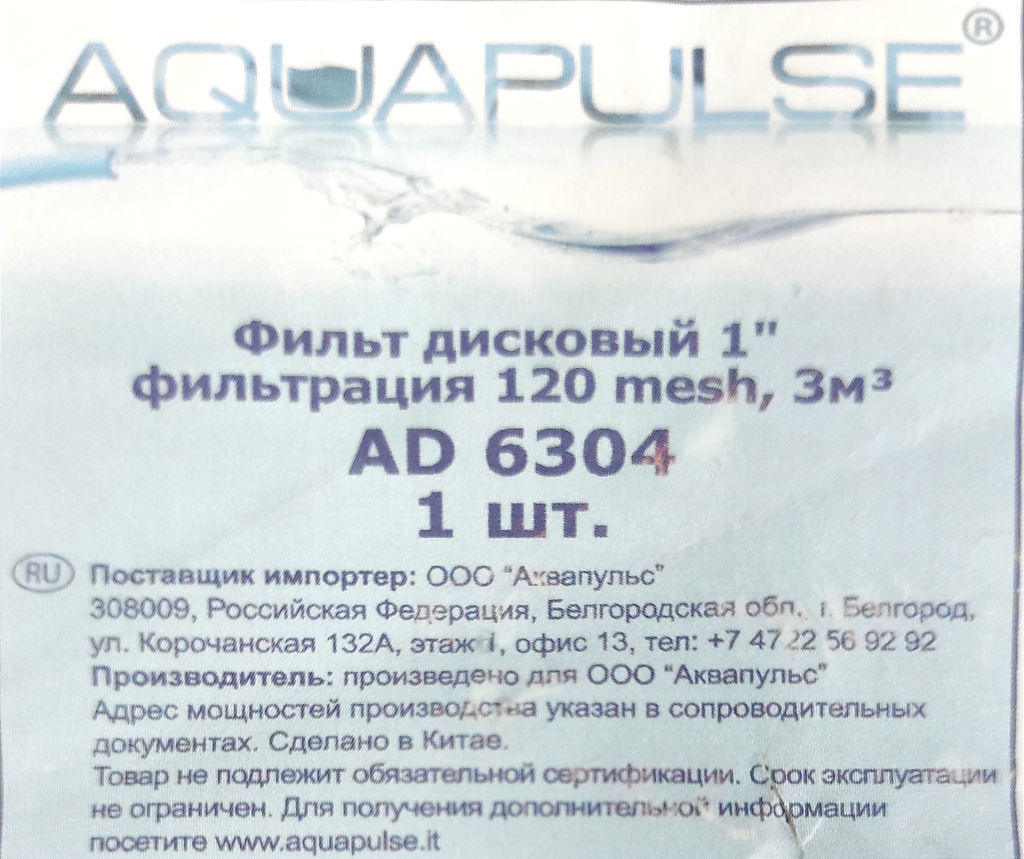 AQUAPULSE®
Фильт дисковый 1"
фильтрация 120 mesh, 3м³
AD 6304
1 шт.
RU Поставщик импортер: ООО "Аквапульс"
308009, Российская Федерация, Белгородская обл., г. Белгород,
ул. Корочанская 132А, этаж 1, офис 13, тел: +7 4722 56 92 92
Производитель: произведено для ООО "Аквапульс"
Адрес мощностей производства указан в сопроводительных
документах. Сделано в Китае.
Товар не подлежит обязательной сертификации. Срок эксплуатации
не ограничен. Для получения дополнительной информации
посетите www.aquapulse.it